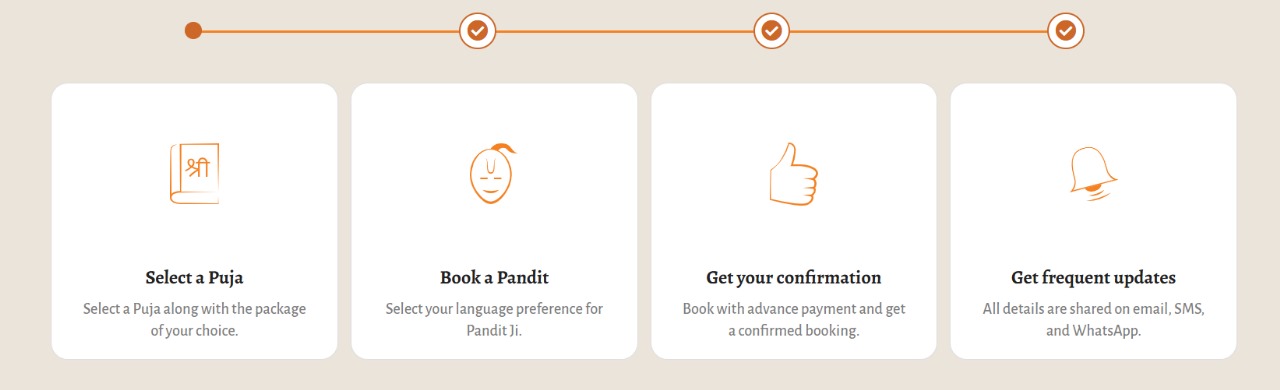 श्री
Select a Puja
Select a Puja along with the package
of your choice.
Book a Pandit
Select your language preference for
Pandit Ji.
Get your confirmation
Book with advance payment and get
a confirmed booking.
Get frequent updates
All details are shared on email, SMS,
and WhatsApp.